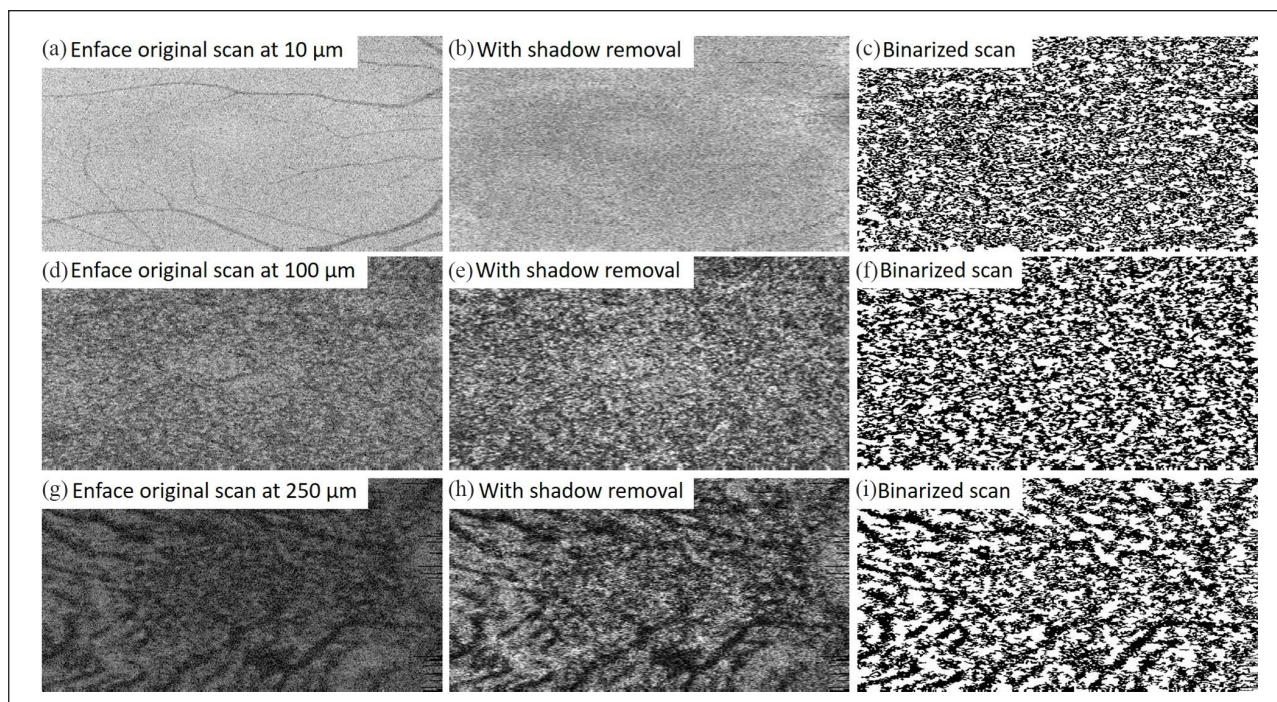 (a) Enface original scan at 10 μm
(b) With shadow removal
(c) Binarized scan
(d) Enface original scan at 100 μm
(e) With shadow removal
(f) Binarized scan
(g) Enface original scan at 250 μm
(h) With shadow removal
(i) Binarized scan